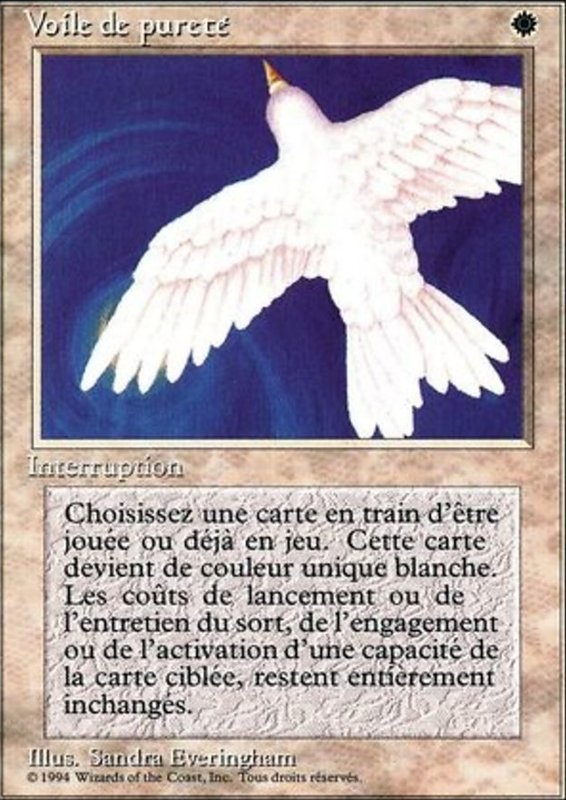 Voile de pureté
Interruption
Choisissez une carte en train d'être
jouée ou déjà en jeu. Cette carte
devient de couleur unique blanche.
Les coûts de lancement ou de
l'entretien du sort, de l'engagement
ou de l'activation d'une capacité de
la carte ciblée, restent entièrement
inchangés.
Illus. Sandra Everingham
© 1994 Wizards of the Coast, Inc. Tous droits réservés.